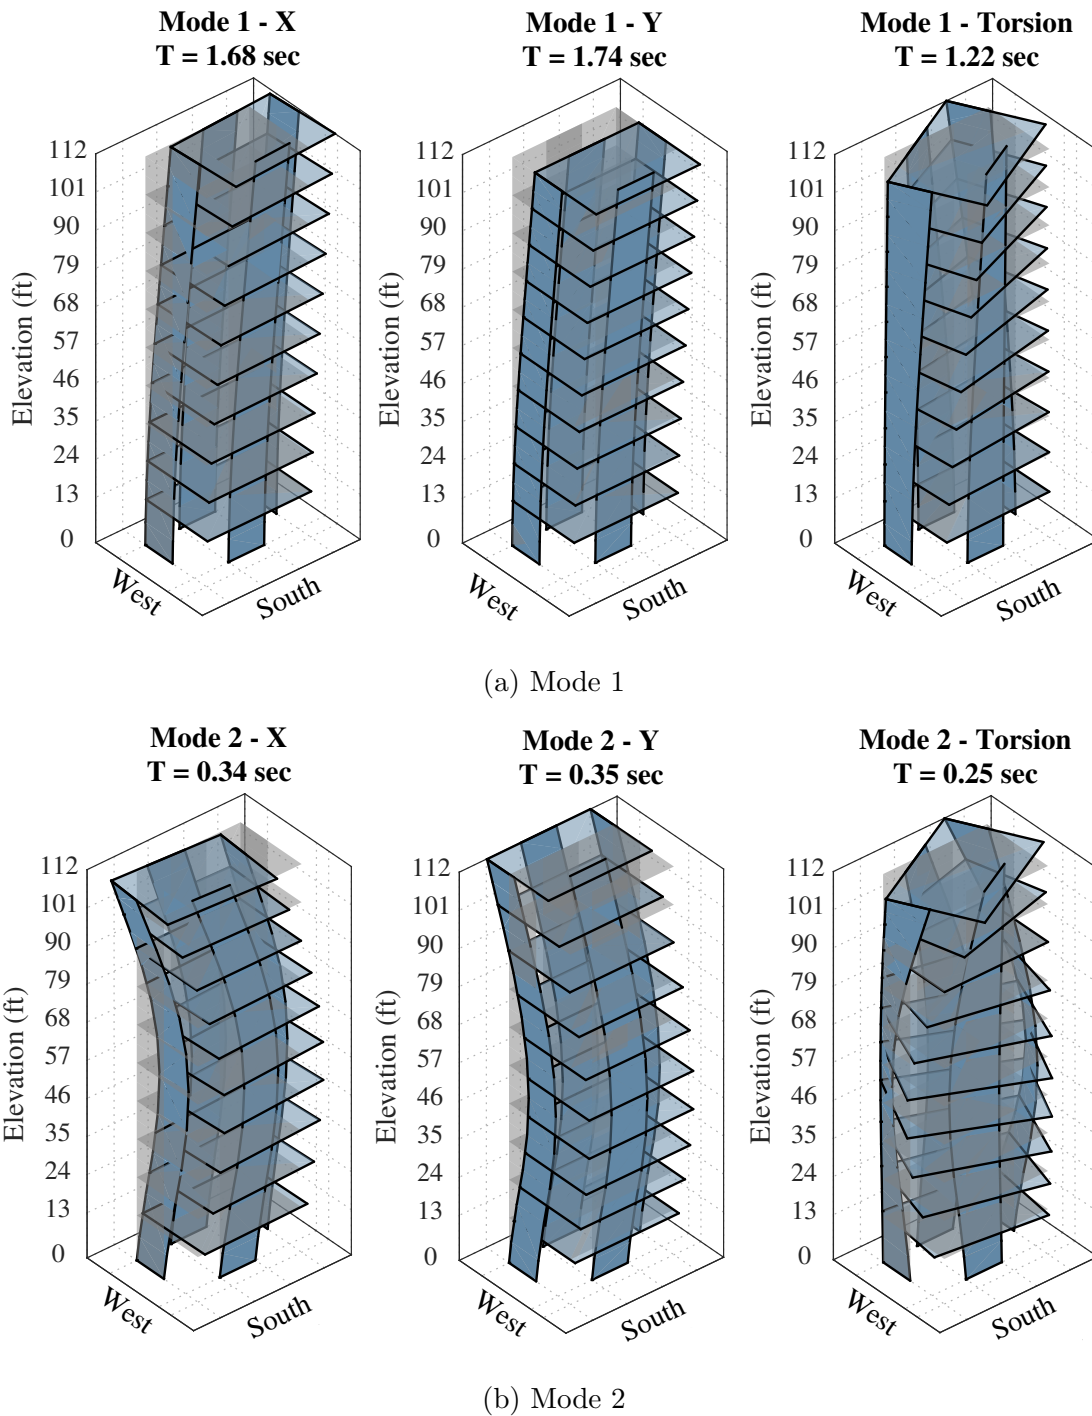 Mode 1 - X
T = 1.68 sec
Mode 1 - Y
T = 1.74 sec
Mode 1 - Torsion
T = 1.22 sec
Elevation (ft)
112
101
90
79
68
57
46
35
24
13
0
West
South
Elevation (ft)
112
101
90
79
68
57
46
35
24
13
0
West
South
Elevation (ft)
112
101
90
79
68
57
46
35
24
13
0
West
South
(a) Mode 1
Mode 2 - X
T = 0.34 sec
Mode 2 - Y
T = 0.35 sec
Mode 2 - Torsion
T = 0.25 sec
Elevation (ft)
112
101
90
79
68
57
46
35
24
13
0
West
South
Elevation (ft)
112
101
90
79
68
57
46
35
24
13
0
West
South
Elevation (ft)
112
101
90
79
68
57
46
35
24
13
0
West
South
(b) Mode 2